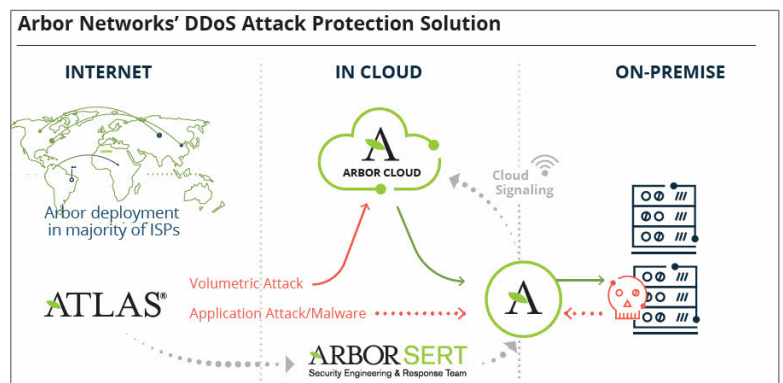 Arbor Networks’ DDoS Attack Protection Solution
INTERNET
IN CLOUD
ON-PREMISE
A
ARBOR CLOUD
Cloud
Signaling
Arbor deployment
in majority of ISPs
Volumetric Attack
ATLAS®
Application Attack/Malware
A
ARBOR SERT
Security Engineering & Response Team